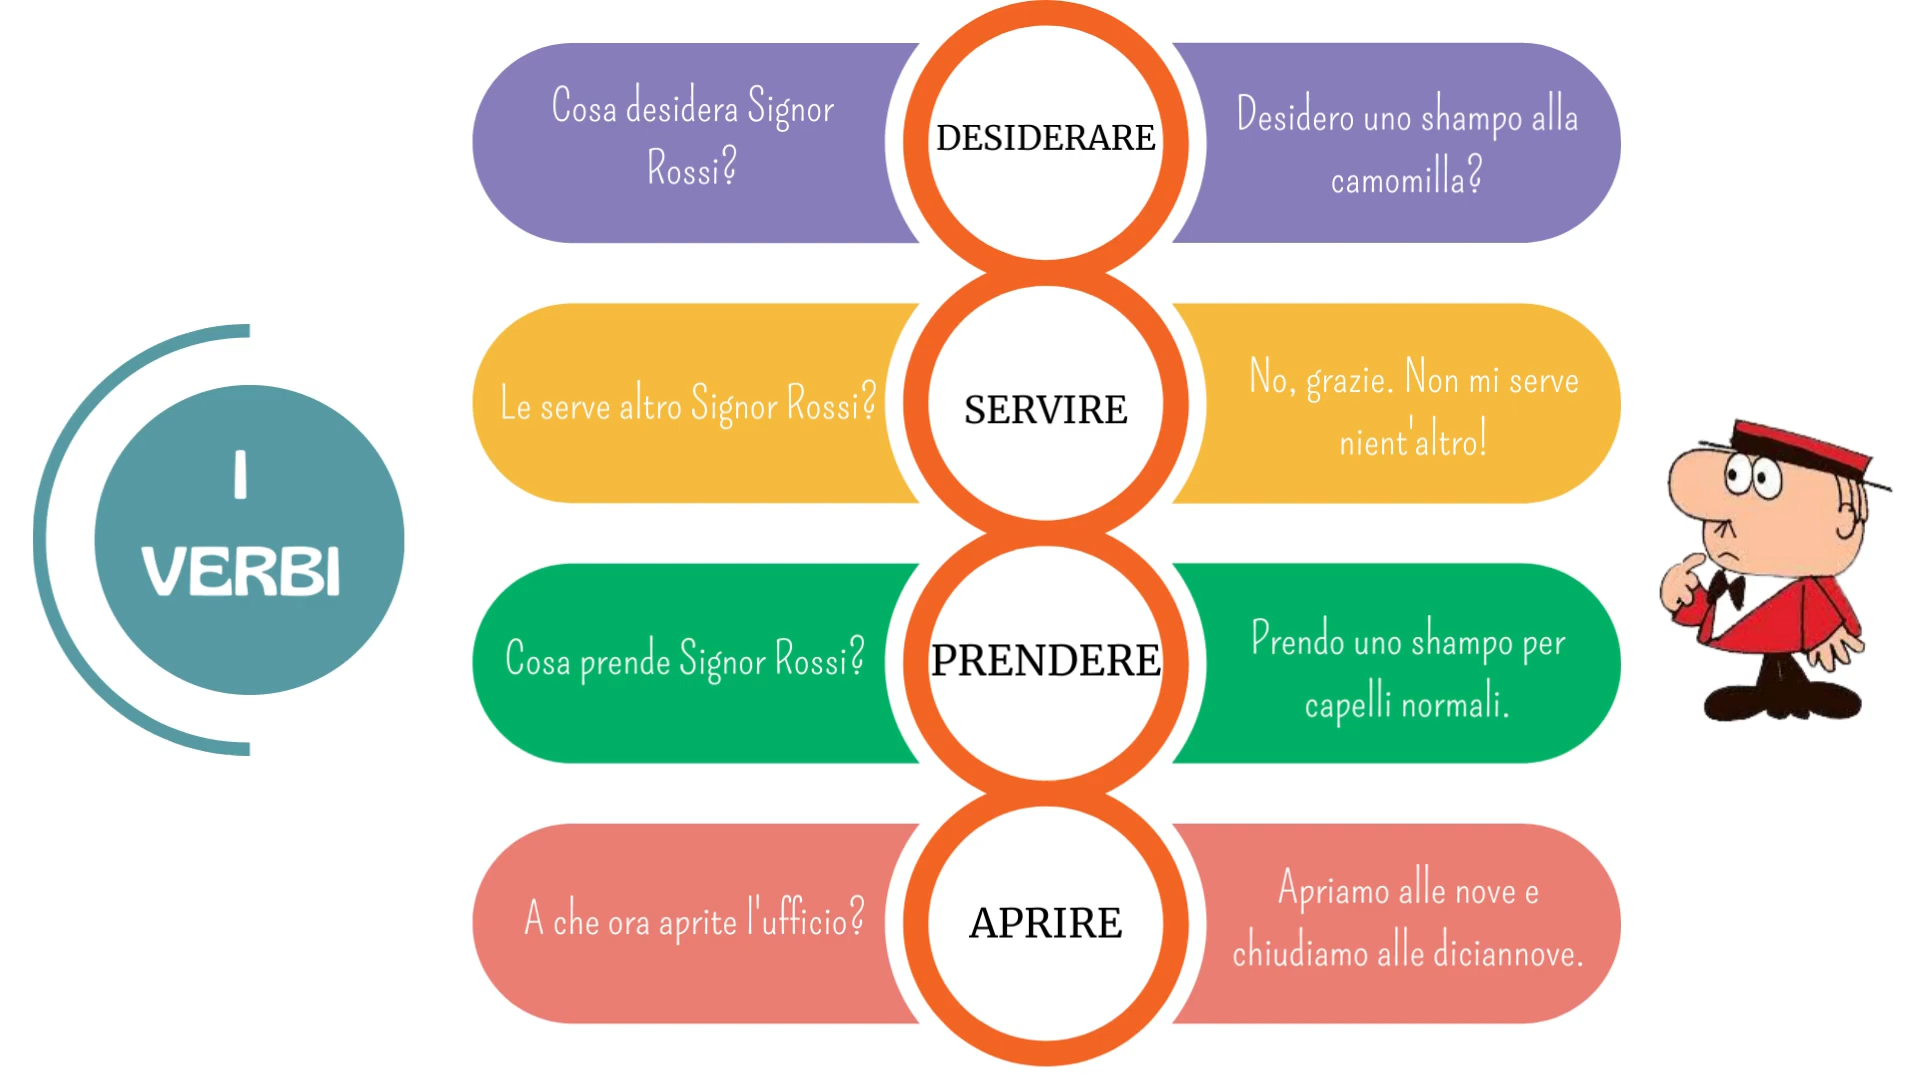 I
VERBI
Cosa desidera Signor
Rossi?
DESIDERARE
Desidero uno shampo alla
camomilla?
Le serve altro Signor Rossi?
SERVIRE
No, grazie. Non mi serve
nient'altro!
Cosa prende Signor Rossi?
PRENDERE
Prendo uno shampo per
capelli normali.
A che ora aprite l'ufficio?
APRIRE
Apriamo alle nove e
chiudiamo alle diciannove.